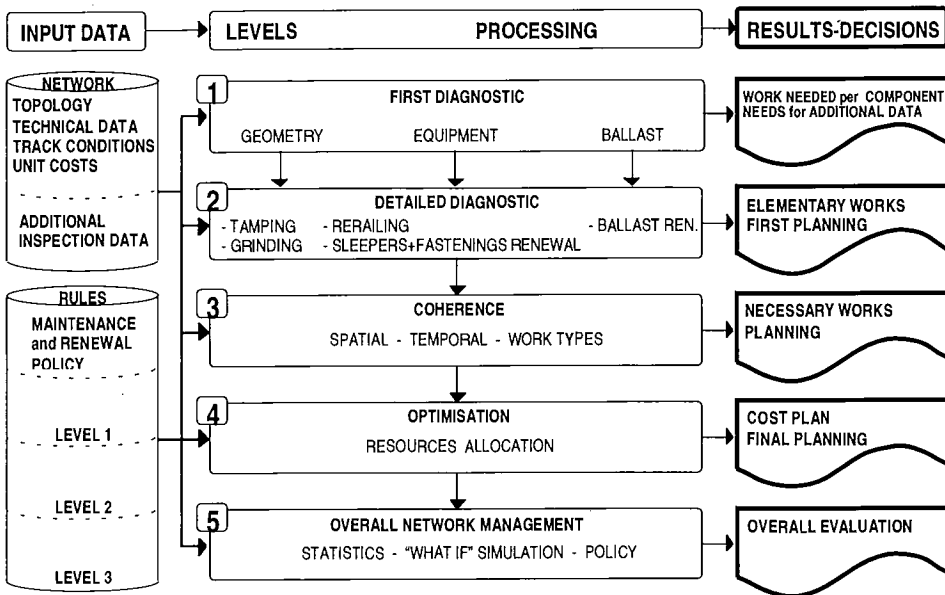 INPUT DATA
LEVELS PROCESSING
RESULTS-DECISIONS
NETWORK
TOPOLOGY
TECHNICAL DATA
TRACK CONDITIONS
UNIT COSTS
ADDITIONAL
INSPECTION DATA
RULES
MAINTENANCE
and RENEWAL
POLICY
LEVEL 1
LEVEL 2
LEVEL 3
1
FIRST DIAGNOSTIC
GEOMETRY EQUIPMENT BALLAST
WORK NEEDED per COMPONENT
NEEDS for ADDITIONAL DATA
2
DETAILED DIAGNOSTIC
- TAMPING - RERAILING - BALLAST REN.
- GRINDING - SLEEPERS+FASTENINGS RENEWAL
ELEMENTARY WORKS
FIRST PLANNING
3
COHERENCE
SPATIAL - TEMPORAL - WORK TYPES
NECESSARY WORKS
PLANNING
4
OPTIMISATION
RESOURCES ALLOCATION
COST PLAN
FINAL PLANNING
5
OVERALL NETWORK MANAGEMENT
STATISTICS - "WHAT IF" SIMULATION - POLICY
OVERALL EVALUATION